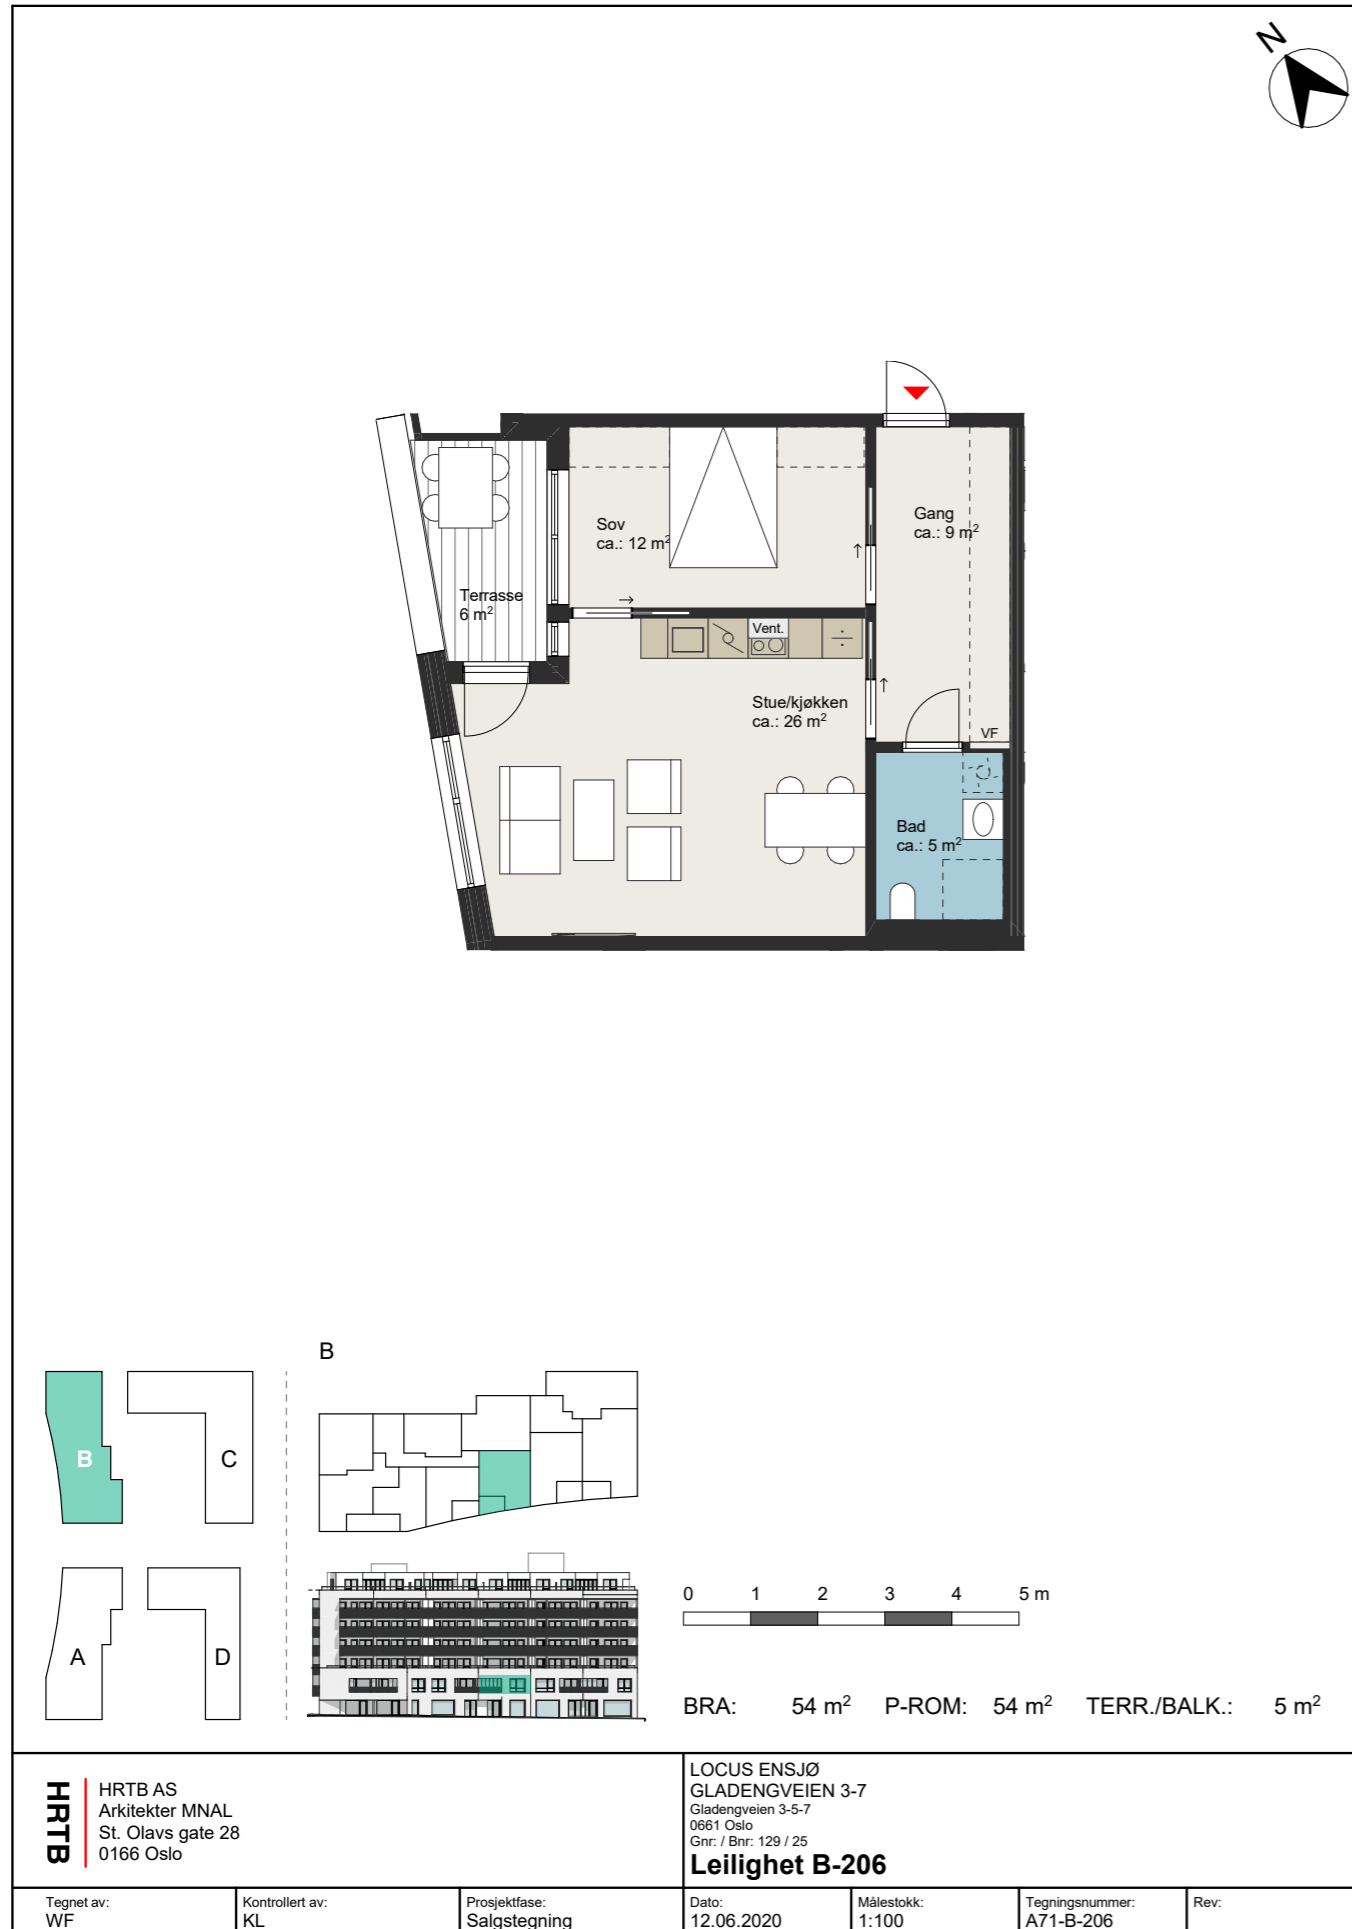 N
Sov
ca.: 12 m²
Gang
ca.: 9 m²
Terrasse
6 m²
Vent.
Stue/kjøkken
ca.: 26 m²
VF
Bad
ca.: 5 m²
B
B
C
A
D
0 1 2 3 4 5 m
BRA: 54 m² P-ROM: 54 m² TERR./BALK.: 5 m²
HRTB
HRTB AS
Arkitekter MNAL
St. Olavs gate 28
0166 Oslo
LOCUS ENSJØ
GLADENGVEIEN 3-7
Gladengveien 3-5-7
0661 Oslo
Gnr: / Bnr: 129 / 25
Leilighet B-206
Tegnet av:
WF
Kontrollert av:
KL
Prosjektfase:
Salgstegning
Dato:
12.06.2020
Målestokk:
1:100
Tegningsnummer:
A71-B-206
Rev: